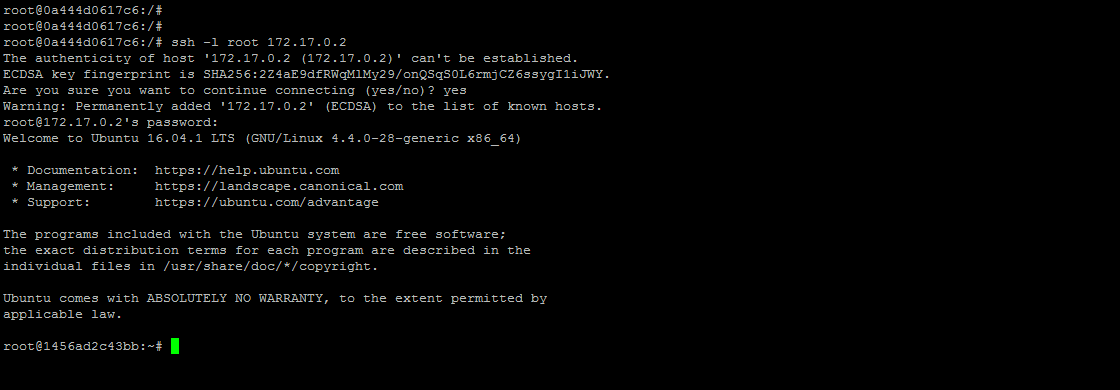 root@0a444d0617c6:/#
root@0a444d0617c6:/#
root@0a444d0617c6:/# ssh -l root 172.17.0.2
The authenticity of host '172.17.0.2 (172.17.0.2)' can't be established.
ECDSA key fingerprint is SHA256:2Z4aE9dfRWqMlMy29/onQSqS0L6rmjCZ6ssygI1iJWY.
Are you sure you want to continue connecting (yes/no)? yes
Warning: Permanently added '172.17.0.2' (ECDSA) to the list of known hosts.
root@172.17.0.2's password:
Welcome to Ubuntu 16.04.1 LTS (GNU/Linux 4.4.0-28-generic x86_64)
* Documentation:  https://help.ubuntu.com
* Management:     https://landscape.canonical.com
* Support:        https://ubuntu.com/advantage
The programs included with the Ubuntu system are free software;
the exact distribution terms for each program are described in the
individual files in /usr/share/doc/*/copyright.
Ubuntu comes with ABSOLUTELY NO WARRANTY, to the extent permitted by
applicable law.
root@1456ad2c43bb:~#